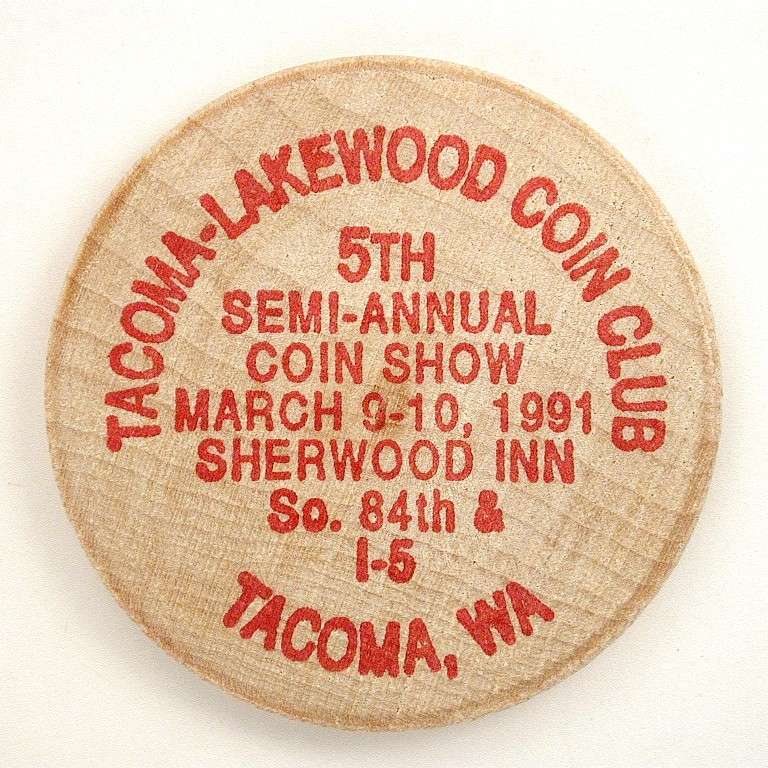 TACOMA-LAKEWOOD COIN CLUB
5TH
SEMI-ANNUAL
COIN SHOW
MARCH 9-10, 1991
SHERWOOD INN
So. 84th &
I-5
TACOMA, WA